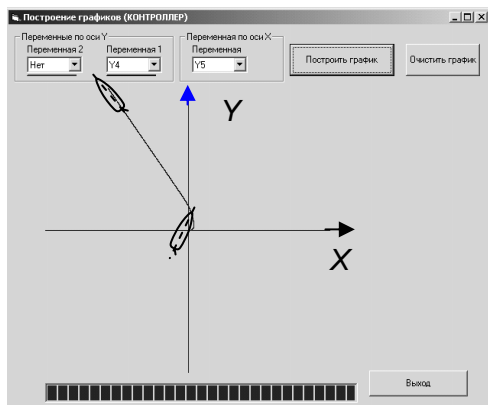 Построение графиков (КОНТРОЛЛЕР)
Переменные по оси Y
Переменная 2
Переменная 1
Нет
Y4
Переменная по оси X
Переменная
Y5
Построить график
Очистить график
Y
X
Выход